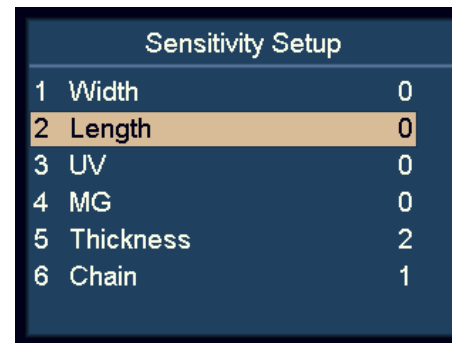 Sensitivity Setup
1 Width 0
2 Length 0
3 UV 0
4 MG 0
5 Thickness 2
6 Chain 1